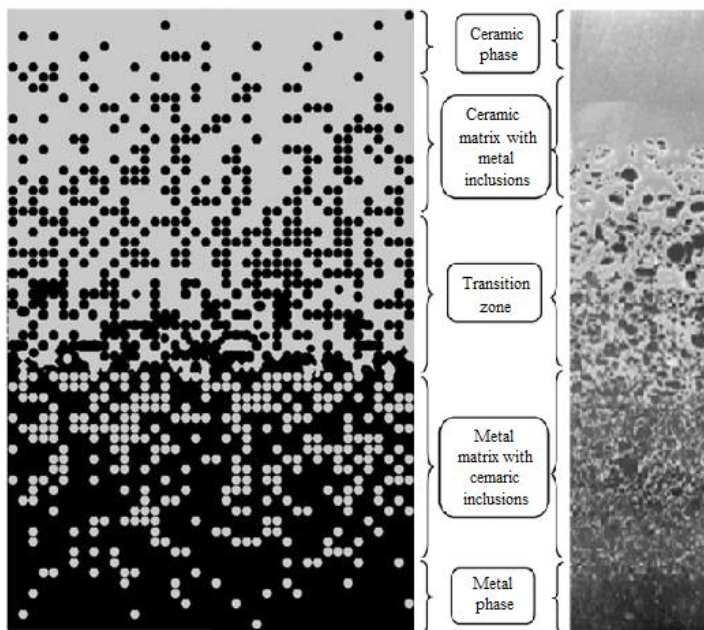 Ceramic
phase
Ceramic
matrix with
metal
inclusions
Transition
zone
Metal
matrix with
cemaric
inclusions
Metal
phase